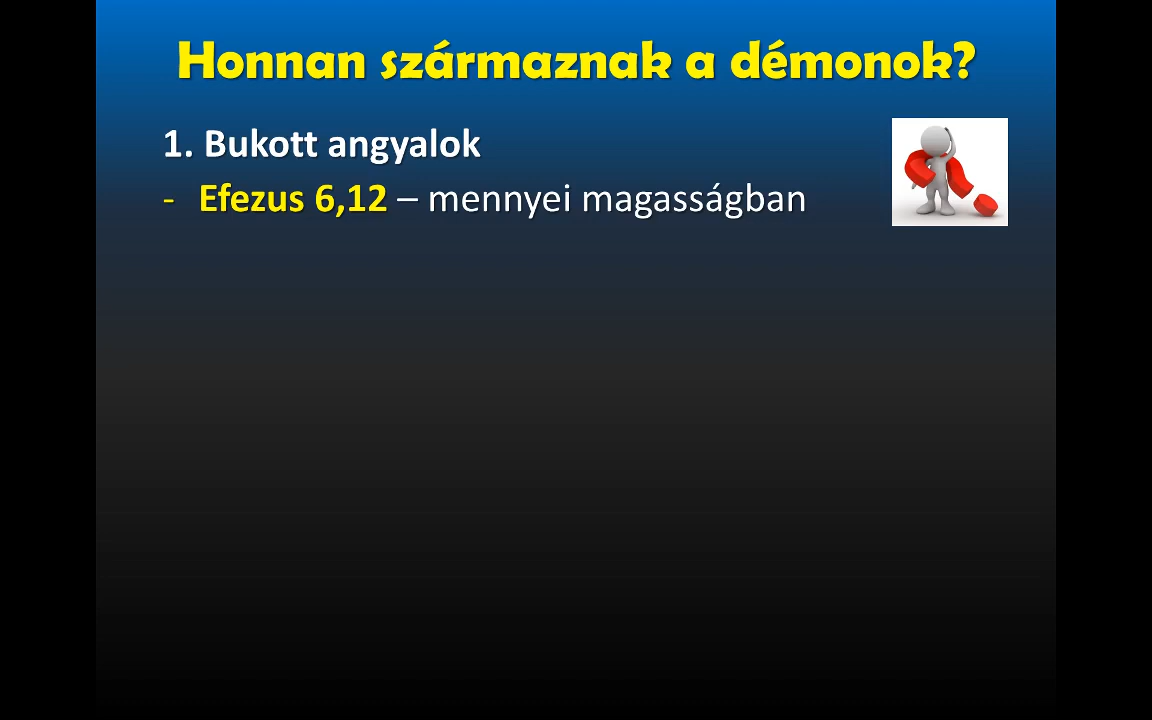 Honnan származnak a démonok?
1. Bukott angyalok
- Efezus 6,12 – mennyei magasságban